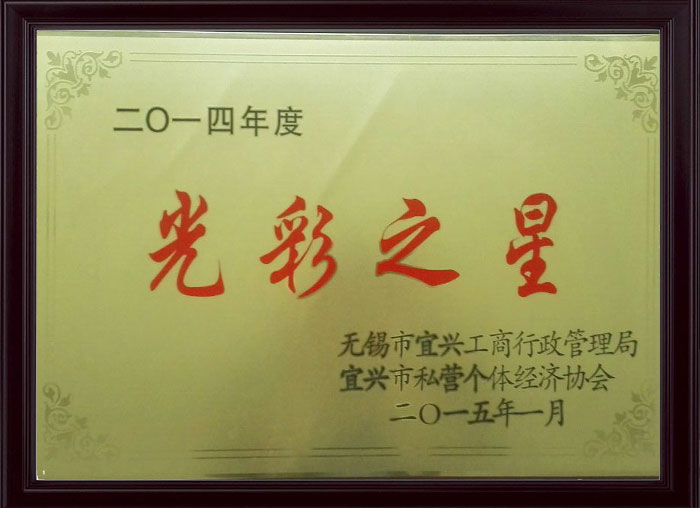 二〇一四年度
光彩之星
无锡市宜兴工商行政管理局
宜兴市私营个体经济协会
二〇一五年一月